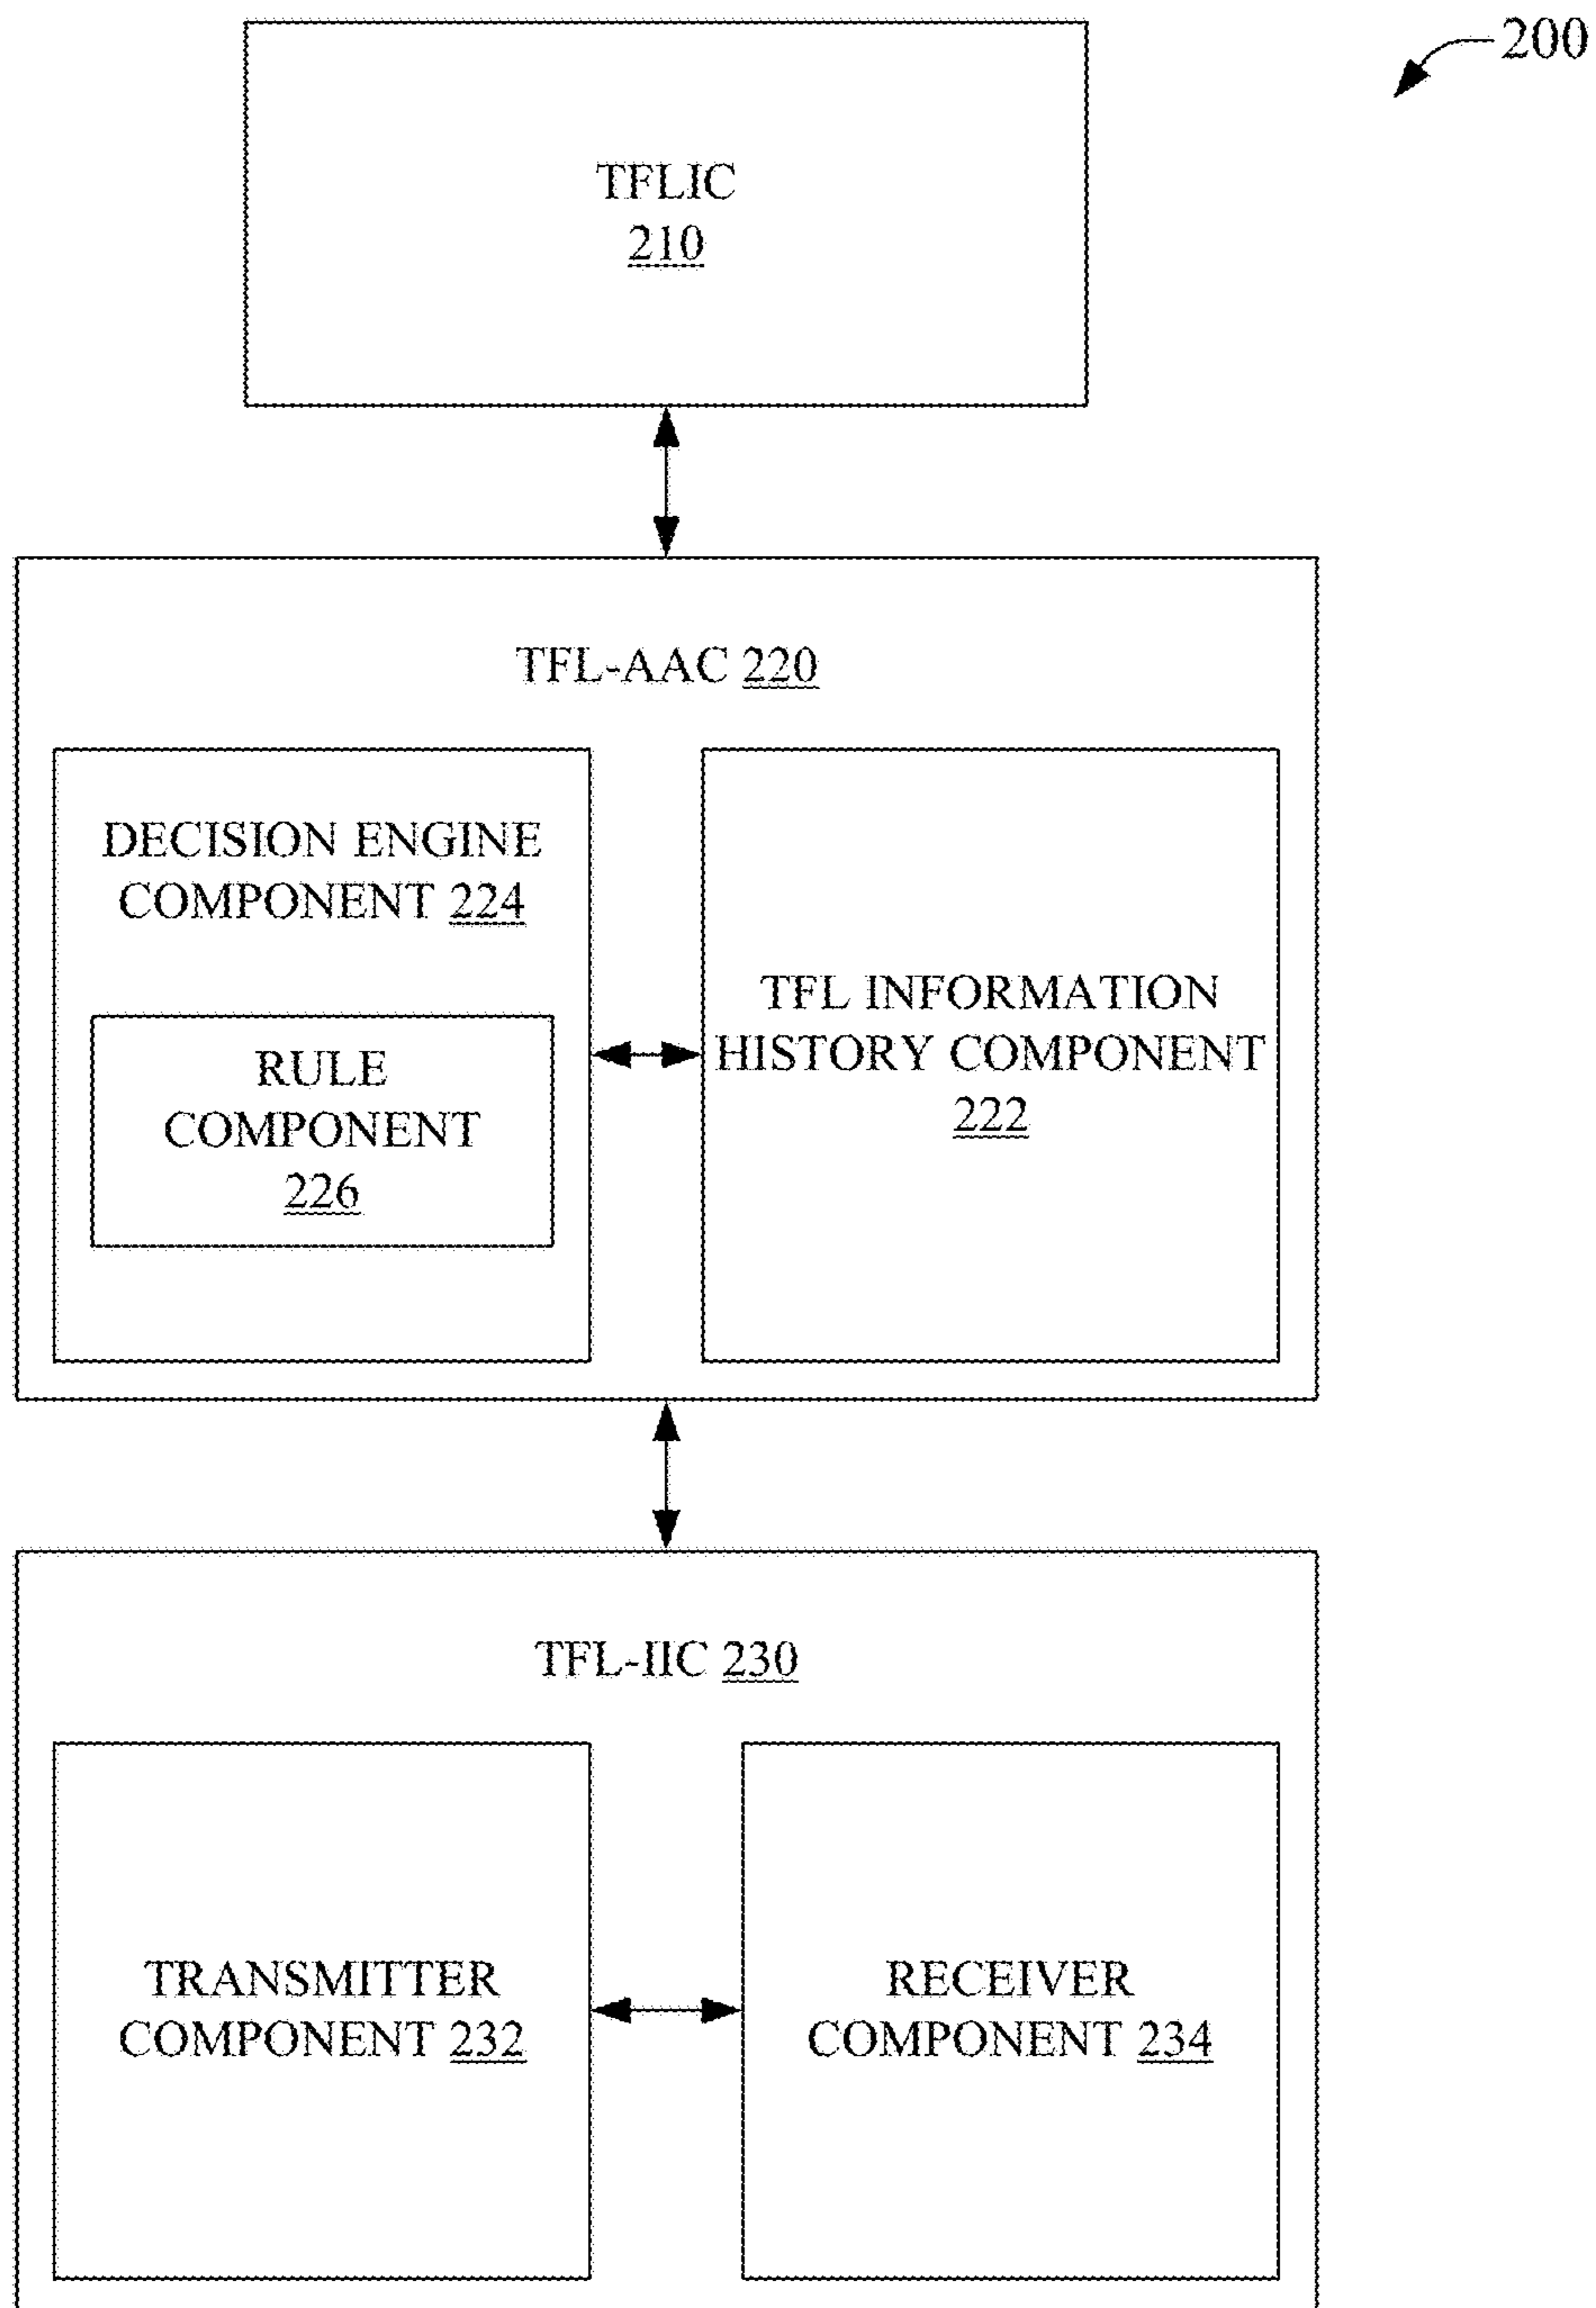 200
TFLIC
210
TFL-AAC 220
DECISION ENGINE
COMPONENT 224
RULE
COMPONENT
226
TFL INFORMATION
HISTORY COMPONENT
222
TFL-IIC 230
TRANSMITTER
COMPONENT 232
RECEIVER
COMPONENT 234